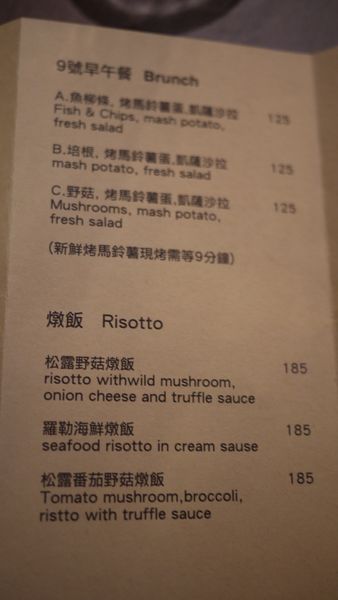 9號早午餐 Brunch
A.魚柳條, 烤馬鈴薯蛋,凱薩沙拉 125
Fish & Chips, mash potato,
fresh salad
B.培根, 烤馬鈴薯蛋,凱薩沙拉 125
mash potato, fresh salad
C.野菇, 烤馬鈴薯蛋,凱薩沙拉 125
Mushrooms, mash potato,
fresh salad
(新鮮烤馬鈴薯現烤需等9分鐘)
燉飯 Risotto
松露野菇燉飯 185
risotto withwild mushroom,
onion cheese and truffle sauce
羅勒海鮮燉飯 185
seafood risotto in cream sause
松露番茄野菇燉飯 185
Tomato mushroom,broccoli,
ristto with truffle sauce